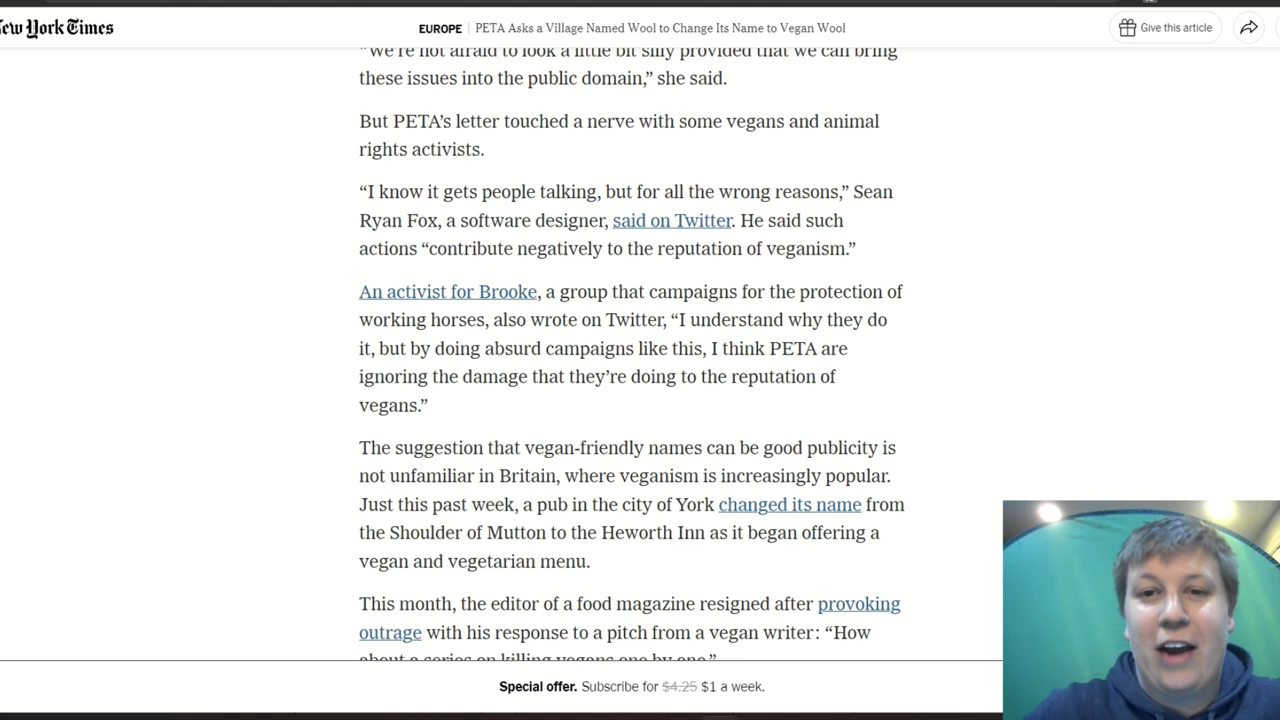 New York Times
EUROPE | PETA Asks a Village Named Wool to Change Its Name to Vegan Wool
Give this article
“We’re not afraid to look a little bit silly provided that we can bring
these issues into the public domain,” she said.
But PETA’s letter touched a nerve with some vegans and animal
rights activists.
“I know it gets people talking, but for all the wrong reasons,” Sean
Ryan Fox, a software designer, said on Twitter. He said such
actions “contribute negatively to the reputation of veganism.”
An activist for Brooke, a group that campaigns for the protection of
working horses, also wrote on Twitter, “I understand why they do
it, but by doing absurd campaigns like this, I think PETA are
ignoring the damage that they’re doing to the reputation of
vegans.”
The suggestion that vegan-friendly names can be good publicity is
not unfamiliar in Britain, where veganism is increasingly popular.
Just this past week, a pub in the city of York changed its name from
the Shoulder of Mutton to the Heworth Inn as it began offering a
vegan and vegetarian menu.
This month, the editor of a food magazine resigned after provoking
outrage with his response to a pitch from a vegan writer: “How
about a series on killing vegans one by one.”
Special offer. Subscribe for $4.25 $1 a week.